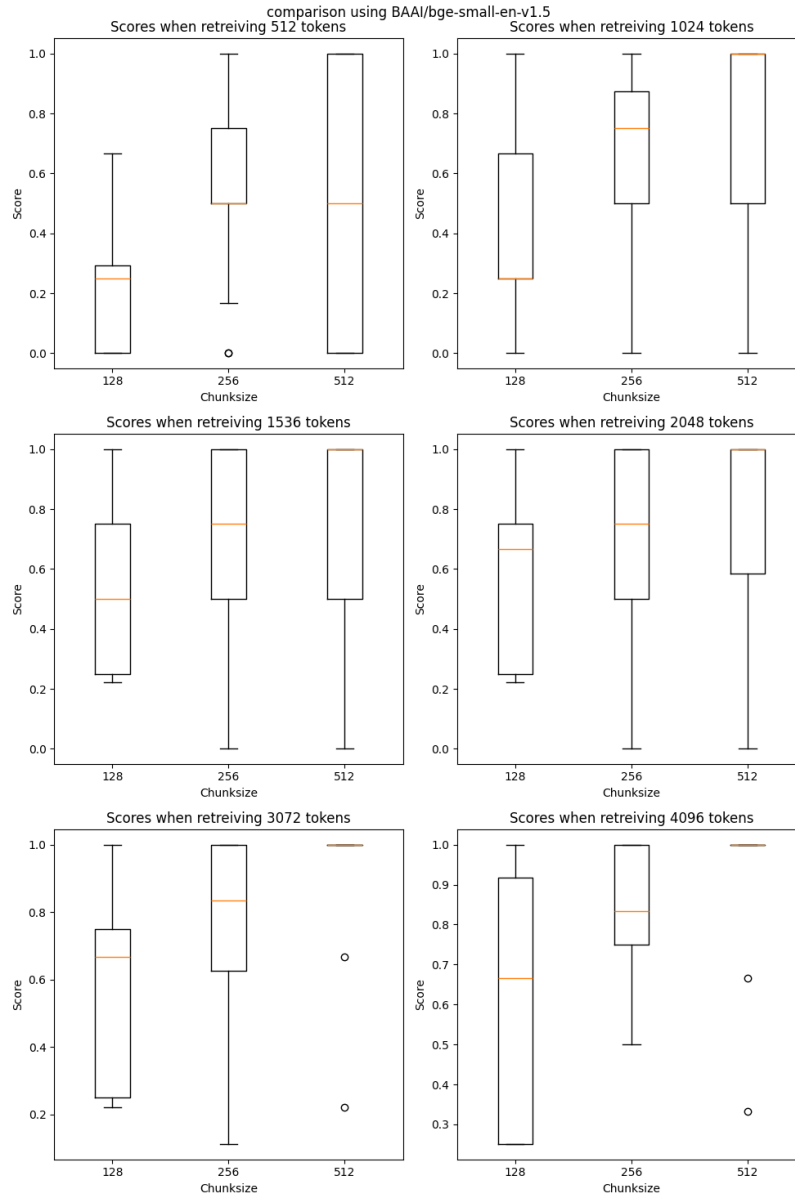 comparison using BAAI/bge-small-en-v1.5
Scores when retreiving 512 tokens
Score
1.0
0.8
0.6
0.4
0.2
0.0
128 256 512
Chunksize
Scores when retreiving 1024 tokens
Score
1.0
0.8
0.6
0.4
0.2
0.0
128 256 512
Chunksize
Scores when retreiving 1536 tokens
Score
1.0
0.8
0.6
0.4
0.2
0.0
128 256 512
Chunksize
Scores when retreiving 2048 tokens
Score
1.0
0.8
0.6
0.4
0.2
0.0
128 256 512
Chunksize
Scores when retreiving 3072 tokens
Score
1.0
0.8
0.6
0.4
0.2
128 256 512
Chunksize
Scores when retreiving 4096 tokens
Score
1.0
0.9
0.8
0.7
0.6
0.5
0.4
0.3
128 256 512
Chunksize